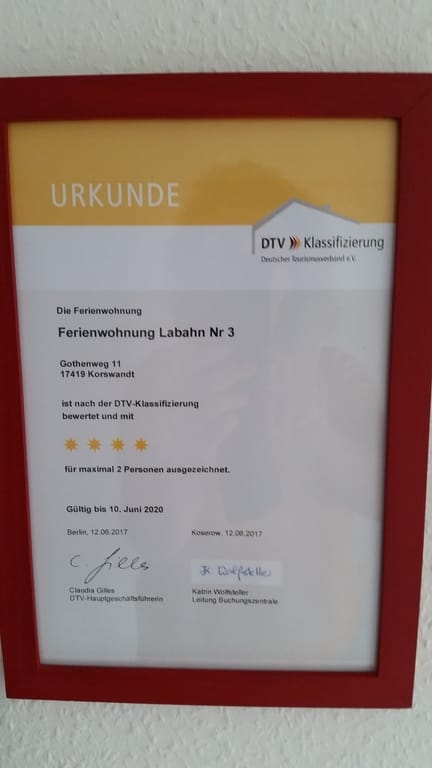 URKUNDE
DTV Klassifizierung
Deutscher Tourismusverband e.V.
Die Ferienwohnung
Ferienwohnung Labahn Nr 3
Gothenweg 11
17419 Korswandt
ist nach der DTV-Klassifizierung
bewertet und mit
für maximal 2 Personen ausgezeichnet.
Gültig bis 10. Juni 2020
Berlin, 12.06.2017
Koserow, 12.06.2017
C. Gilles
K. Wolfsteller
Claudia Gilles
DTV-Hauptgeschäftsführerin
Katrin Wolfsteller
Leitung Buchungszentrale